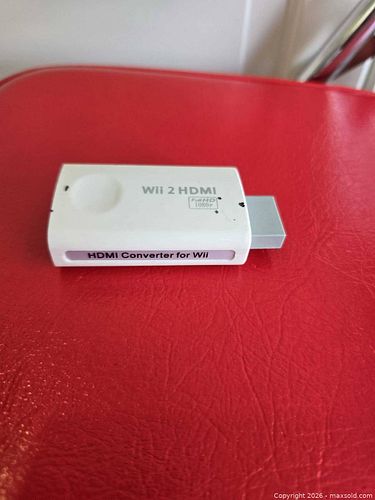 Wii 2 HDMI
Full HD
1080p
HDMI Converter for Wii
Copyright 2026 - maxsold.com